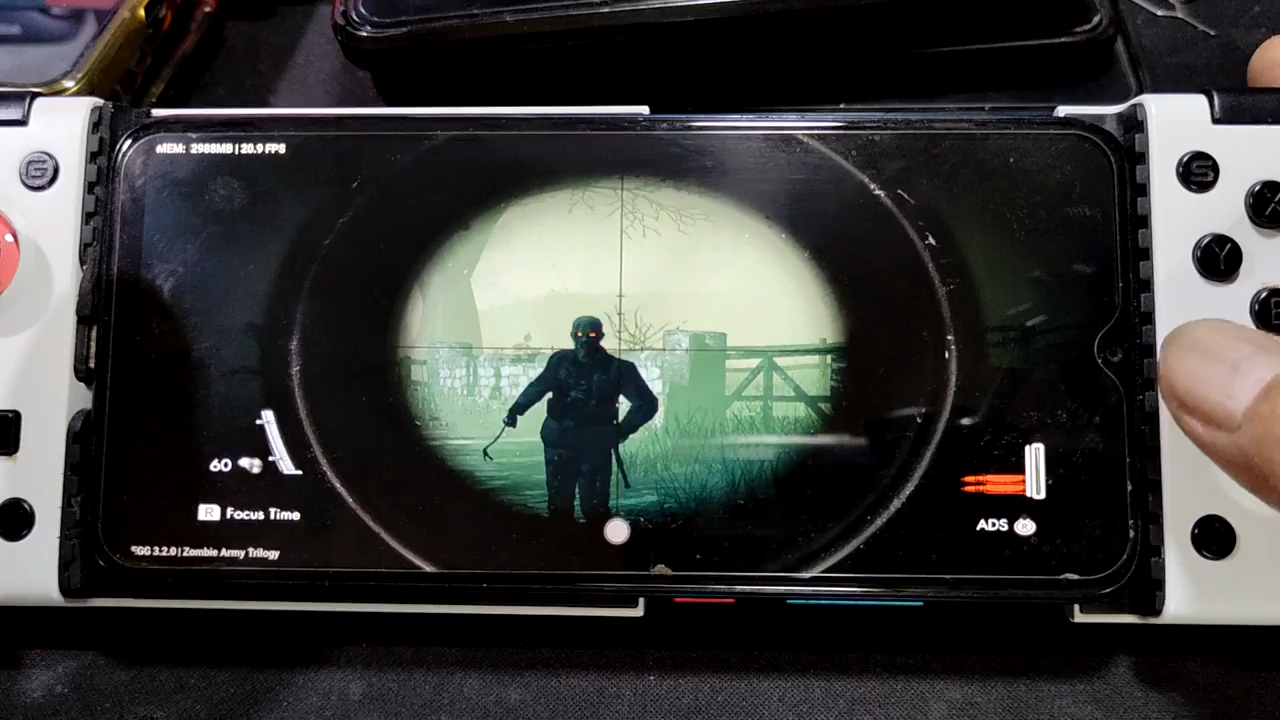 MEM: 2988MB | 20.9 FPS
G
S
X
Y
60
R Focus Time
ADS R
EGG 3.2.0 | Zombie Army Trilogy